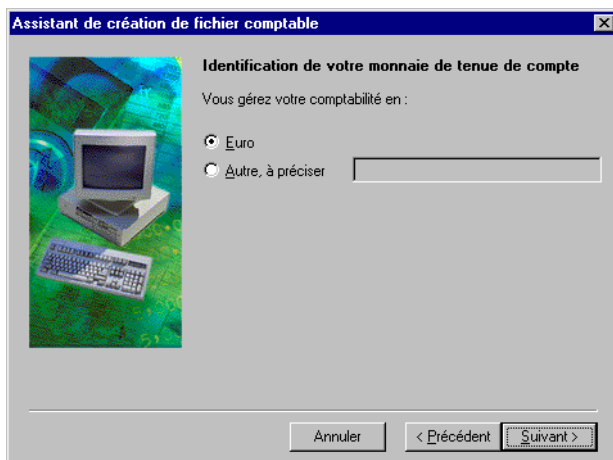 Assistant de création de fichier comptable
Identification de votre monnaie de tenue de compte
Vous gérez votre comptabilité en :
Euro
Autre, à préciser
Annuler
< Précédent
Suivant >